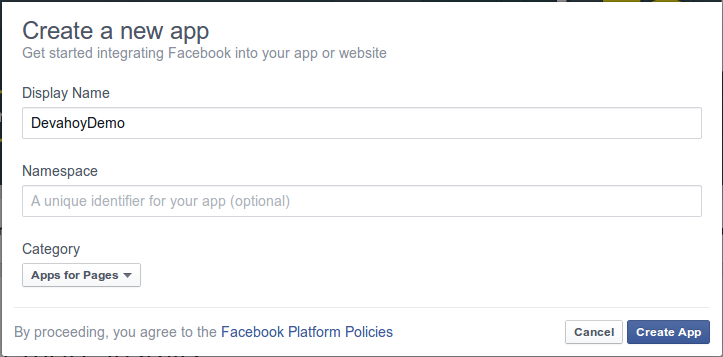 Create a new app
Get started integrating Facebook into your app or website
Display Name
DevahoyDemo
Namespace
A unique identifier for your app (optional)
Category
Apps for Pages
By proceeding, you agree to the Facebook Platform Policies
Cancel
Create App